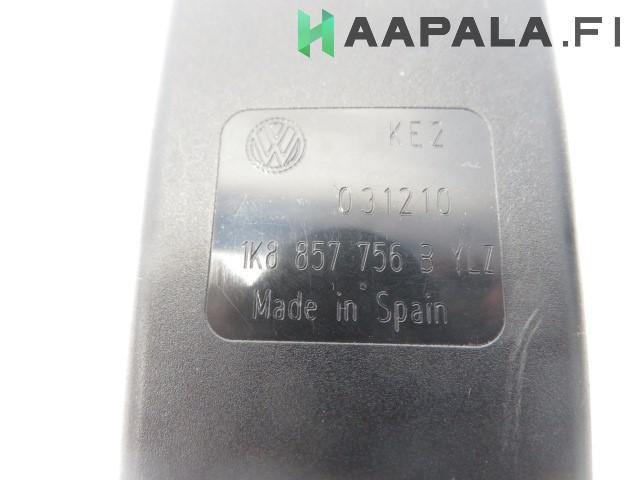 HAAPALA.FI
KE2
031210
1K8 857 756 B YLZ
Made in Spain